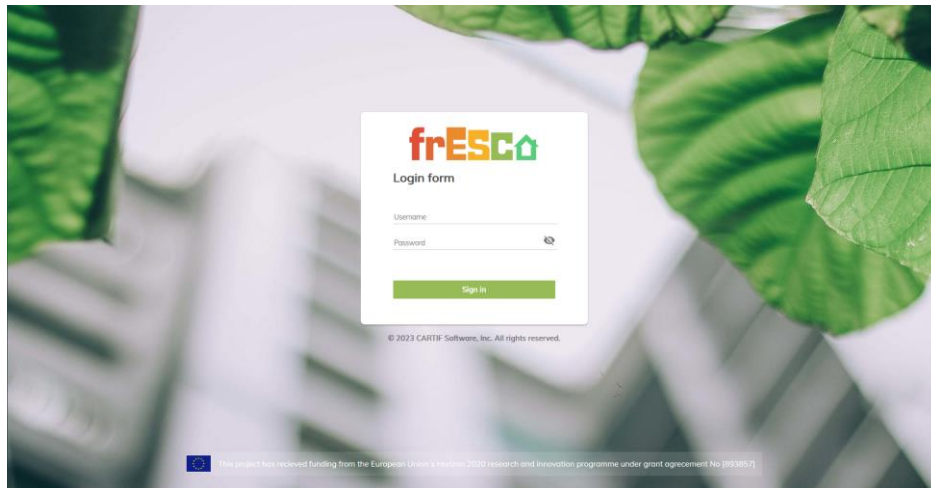 frESCo
Login form
Username
Password
Sign in
© 2023 CARTIF Software, Inc. All rights reserved.
This project has recieved funding from the European Union's Horizon 2020 research and innovation programme under grant agrecement No [893857]